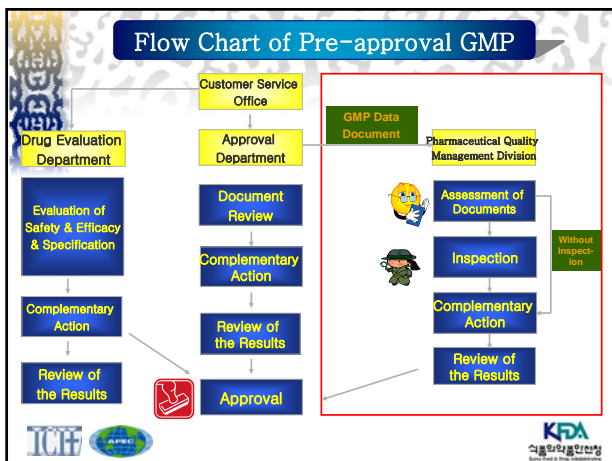 Flow Chart of Pre-approval GMP
Customer Service
Office
GMP Data
Document
Drug Evaluation
Department
Approval
Department
Pharmaceutical Quality
Management Division
Evaluation of
Safety & Efficacy
& Specification
Document
Review
Assessment of
Documents
Without
Inspect-
ion
Inspection
Complementary
Action
Complementary
Action
Complementary
Action
Review of
the Results
Review of
the Results
Review of
the Results
Approval
ICH
APEC
KFDA
식품의약품안전청
Korea Food & Drug Administration